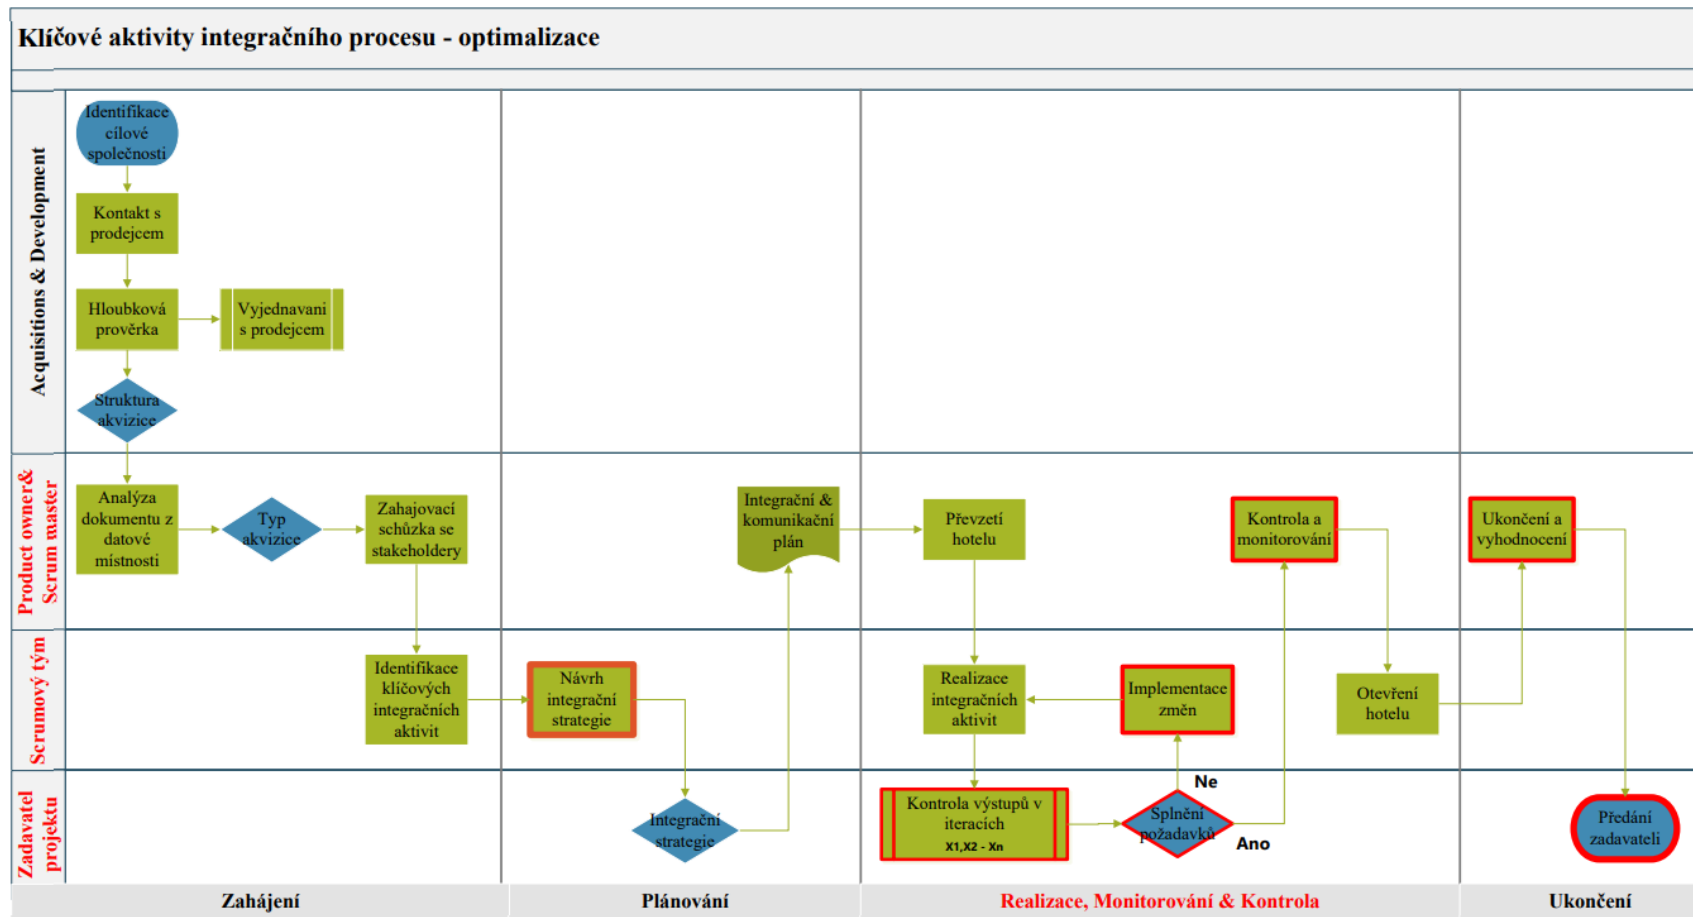 Klíčové aktivity integračního procesu - optimalizace
Acquisitions & Development
Identifikace
cílové
společnosti
Kontakt s
prodejcem
Hloubková
prověrka
Vyjednavani
s prodejcem
Struktura
akvizice
Product owner&
Scrum master
Analýza
dokumentu z
datové
místnosti
Typ
akvizice
Zahajovací
schůzka se
stakeholdery
Integrační &
komunikační
plán
Převzetí
hotelu
Kontrola a
monitorování
Ukončení a
vyhodnocení
Scrumový tým
Identifikace
klíčových
integračních
aktivit
Návrh
integrační
strategie
Realizace
integračních
aktivit
Implementace
změn
Otevření
hotelu
Zadavatel
projektu
Integrační
strategie
Kontrola výstupů v
iteracích
X1,X2 - Xn
Splnění
požadavků
Ne
Ano
Předání
zadavateli
Zahájení
Plánování
Realizace, Monitorování & Kontrola
Ukončení